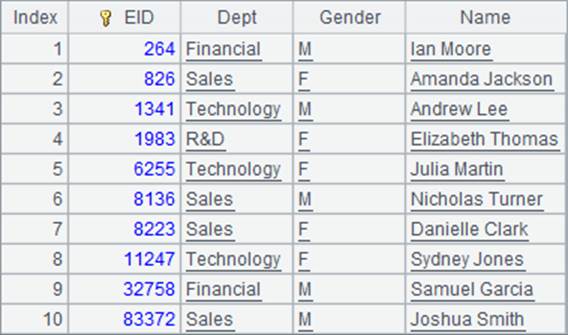 Index EID Dept Gender Name
1 264 Financial M Ian Moore
2 826 Sales F Amanda Jackson
3 1341 Technology M Andrew Lee
4 1983 R&D F Elizabeth Thomas
5 6255 Technology F Julia Martin
6 8136 Sales M Nicholas Turner
7 8223 Sales F Danielle Clark
8 11247 Technology F Sydney Jones
9 32758 Financial M Samuel Garcia
10 83372 Sales M Joshua Smith